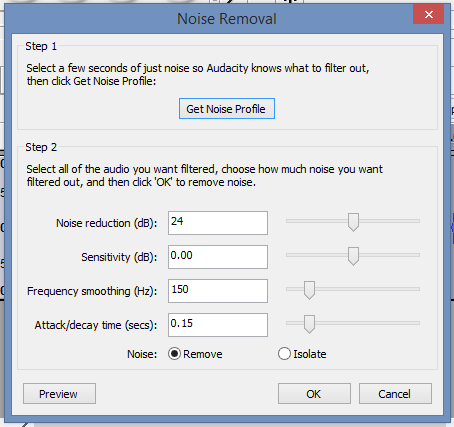 Noise Removal
Step 1
Select a few seconds of just noise so Audacity knows what to filter out,
then click Get Noise Profile:
Get Noise Profile
Step 2
Select all of the audio you want filtered, choose how much noise you want
filtered out, and then click 'OK' to remove noise.
Noise reduction (dB): 24
Sensitivity (dB): 0.00
Frequency smoothing (Hz): 150
Attack/decay time (secs): 0.15
Noise: Remove Isolate
Preview OK Cancel